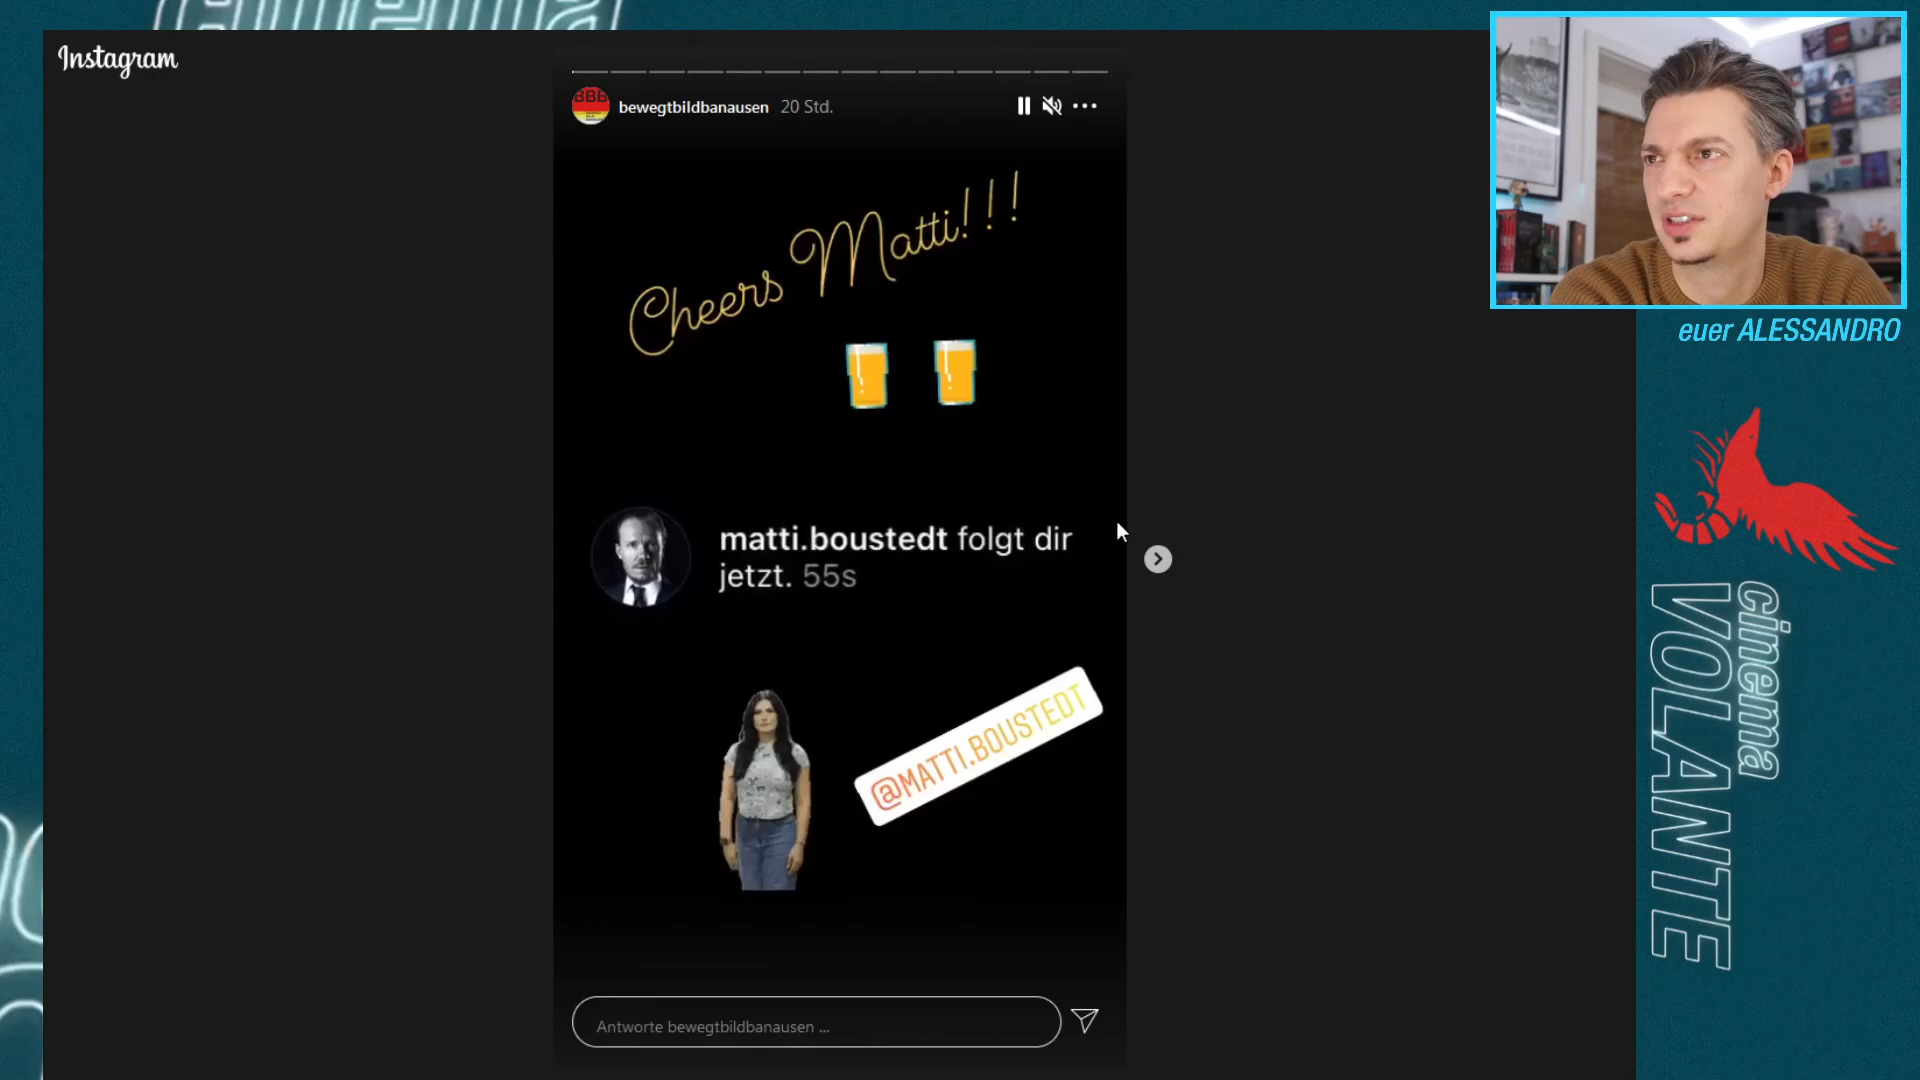 Instagram
bewegtbildbanausen 20 Std.
Cheers Matti!!!
matti.boustedt folgt dir
jetzt. 55s
@MATTI.BOUSTEDT
Antworte bewegtbildbanausen ...
euer ALESSANDRO
cinema
VOLANTE